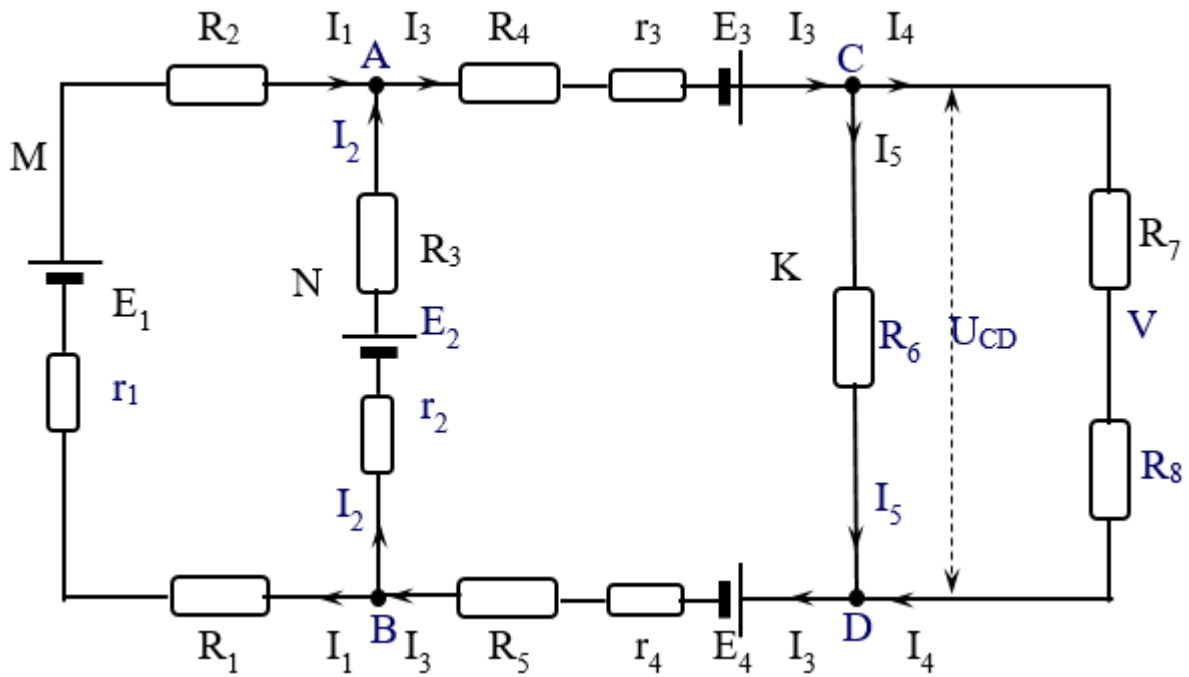 R₂ I₁ I₃ R₄ r₃ E₃ I₃ I₄
A C
I₂ I₅
M
R₃ R₇
N K
E₁ E₂ R₆ U_CD V
r₁ r₂
R₈
I₂ I₅
B D
R₁ I₁ I₃ R₅ r₄ E₄ I₃ I₄